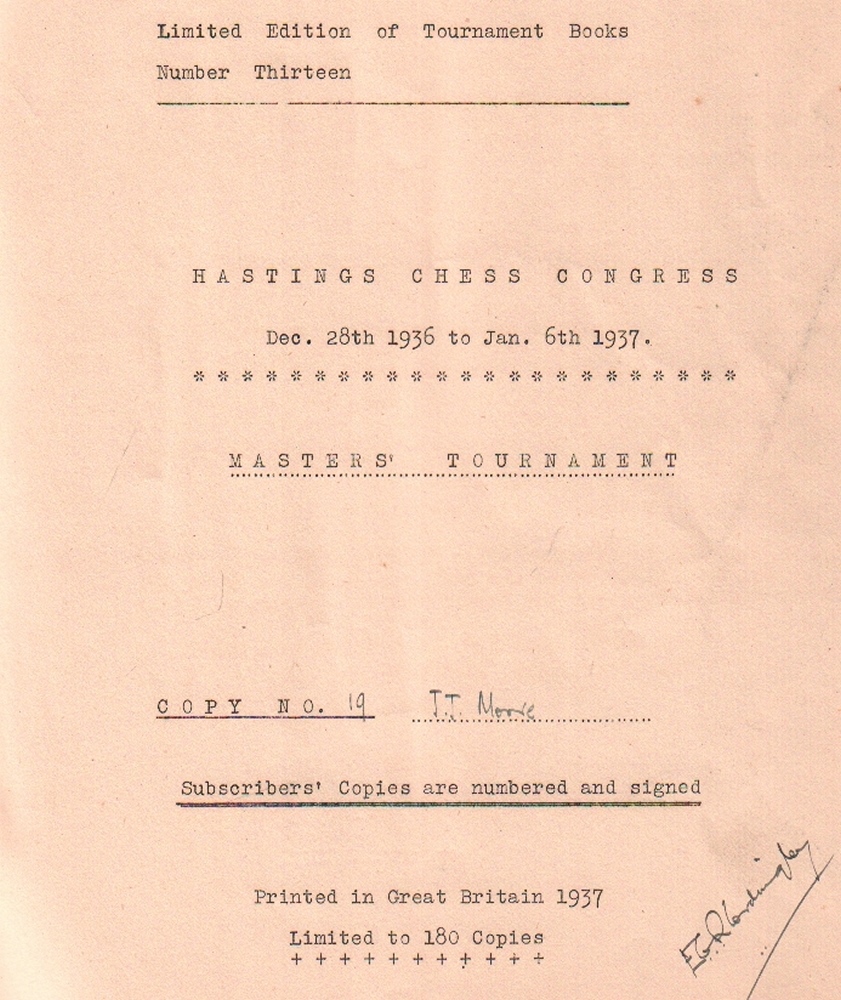 Limited Edition of Tournament Books
Number Thirteen
HASTINGS CHESS CONGRESS
Dec. 28th 1936 to Jan. 6th 1937.
* * * * * * * * * * * * * * * * * * * * * * *
MASTERS' TOURNAMENT
COPY NO. 19 J.J. Moore
Subscribers' Copies are numbered and signed
Printed in Great Britain 1937
Limited to 180 Copies
+ + + + + + + + + + +